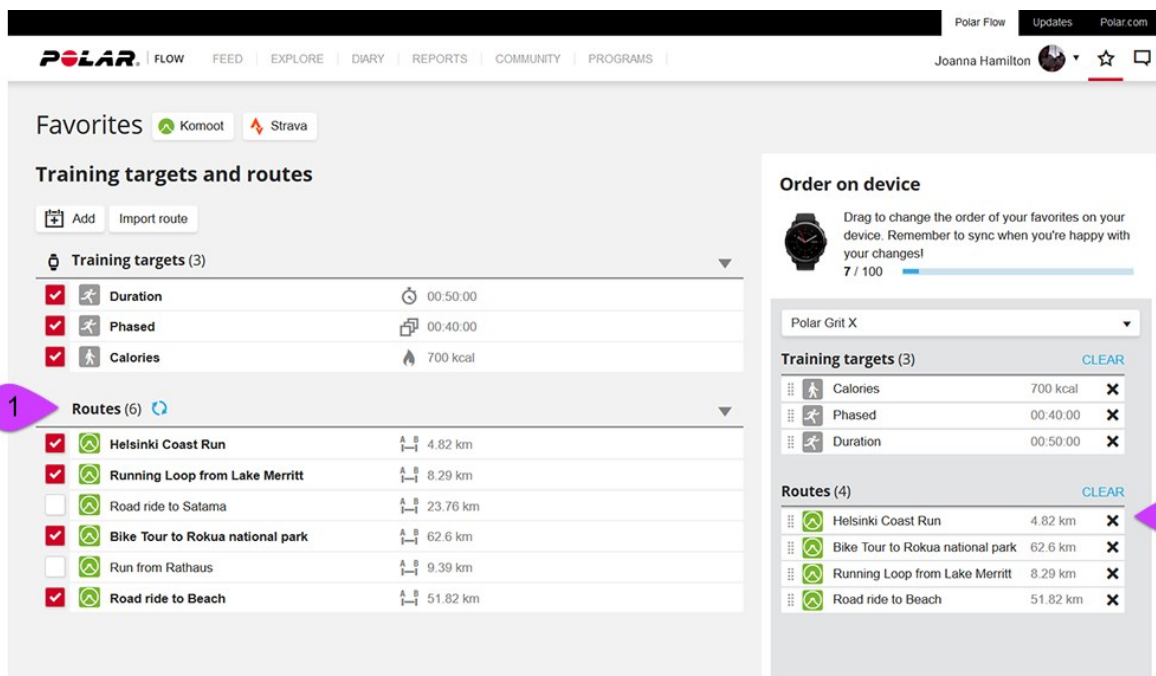 Polar Flow Updates Polar.com
POLAR. FLOW FEED EXPLORE DIARY REPORTS COMMUNITY PROGRAMS Joanna Hamilton
Favorites Komoot Strava
Training targets and routes
Add Import route
Training targets (3)
Duration 00:50:00
Phased 00:40:00
Calories 700 kcal
1
Routes (6)
Helsinki Coast Run A B 4.82 km
Running Loop from Lake Merritt A B 8.29 km
Road ride to Satama A B 23.76 km
Bike Tour to Rokua national park A B 62.6 km
Run from Rathaus A B 9.39 km
Road ride to Beach A B 51.82 km
Order on device
Drag to change the order of your favorites on your
device. Remember to sync when you're happy with
your changes!
7 / 100
Polar Grit X
Training targets (3) CLEAR
Calories 700 kcal
Phased 00:40:00
Duration 00:50:00
Routes (4) CLEAR
Helsinki Coast Run 4.82 km
Bike Tour to Rokua national park 62.6 km
Running Loop from Lake Merritt 8.29 km
Road ride to Beach 51.82 km